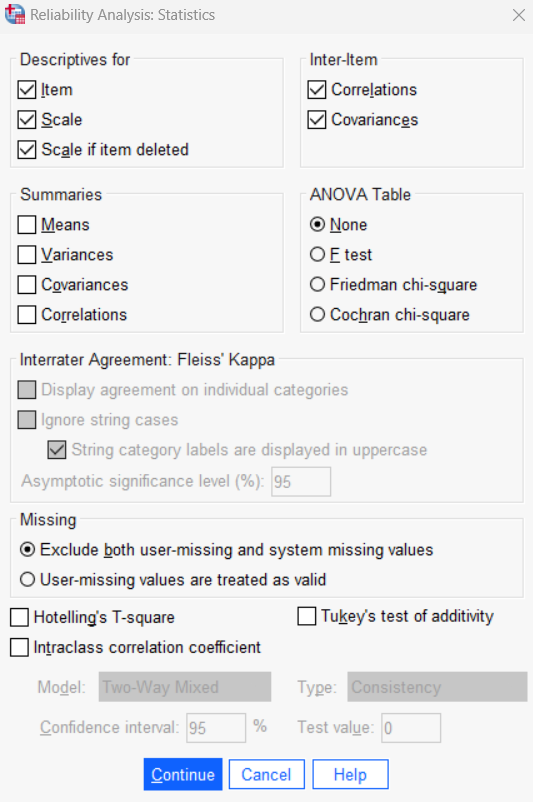 Reliability Analysis: Statistics
Descriptives for
Item
Scale
Scale if item deleted
Inter-Item
Correlations
Covariances
Summaries
Means
Variances
Covariances
Correlations
ANOVA Table
None
F test
Friedman chi-square
Cochran chi-square
Interrater Agreement: Fleiss' Kappa
Display agreement on individual categories
Ignore string cases
String category labels are displayed in uppercase
Asymptotic significance level (%): 95
Missing
Exclude both user-missing and system missing values
User-missing values are treated as valid
Hotelling's T-square
Tukey's test of additivity
Intraclass correlation coefficient
Model: Two-Way Mixed
Type: Consistency
Confidence interval: 95 %
Test value: 0
Continue
Cancel
Help